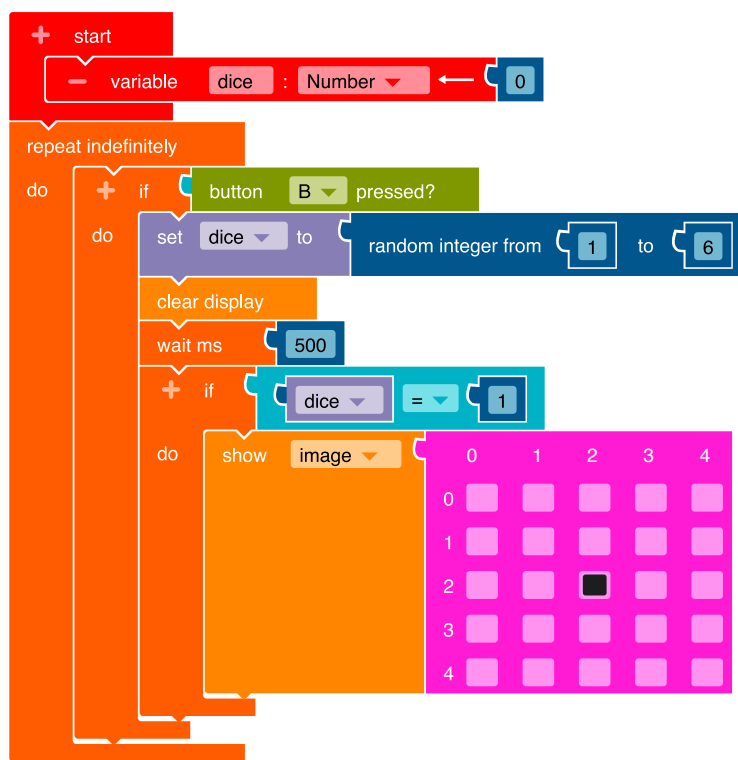 start
variable dice : Number 0
repeat indefinitely
do if button B pressed?
do set dice to random integer from 1 to 6
clear display
wait ms 500
if dice = 1
do show image 0 1 2 3 4
0
1
2
3
4